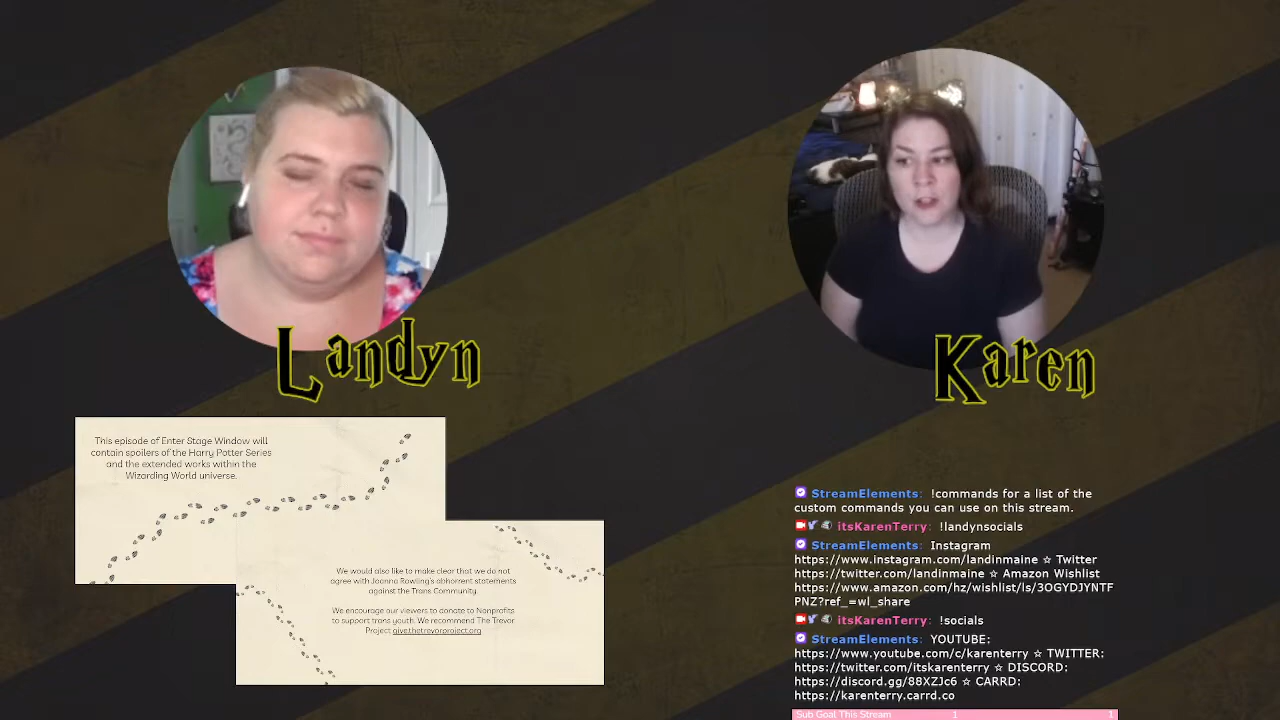 Landyn
Karen
This episode of Enter Stage Window will
contain spoilers of the Harry Potter Series
and the extended works within the
Wizarding World universe.
We would also like to make clear that we do not
agree with Joanna Rowling's abhorrent statements
against the Trans Community
We encourage our viewers to donate to Nonprofits
to support trans youth. We recommend The Trevor
Project give.thetrevorproject.org
StreamElements: !commands for a list of the
custom commands you can use on this stream.
itsKarenTerry: !landynsocials
StreamElements: Instagram
https://www.instagram.com/landinmaine ☆ Twitter
https://twitter.com/landinmaine ☆ Amazon Wishlist
https://www.amazon.com/hz/wishlist/ls/3OGYDJYNTF
PNZ?ref_=wl_share
itsKarenTerry: !socials
StreamElements: YOUTUBE:
https://www.youtube.com/c/karenterry ☆ TWITTER:
https://twitter.com/itskarenterry ☆ DISCORD:
https://discord.gg/88XZJc6 ☆ CARRD:
https://karenterry.carrd.co
Sub Goal This Stream 1 1